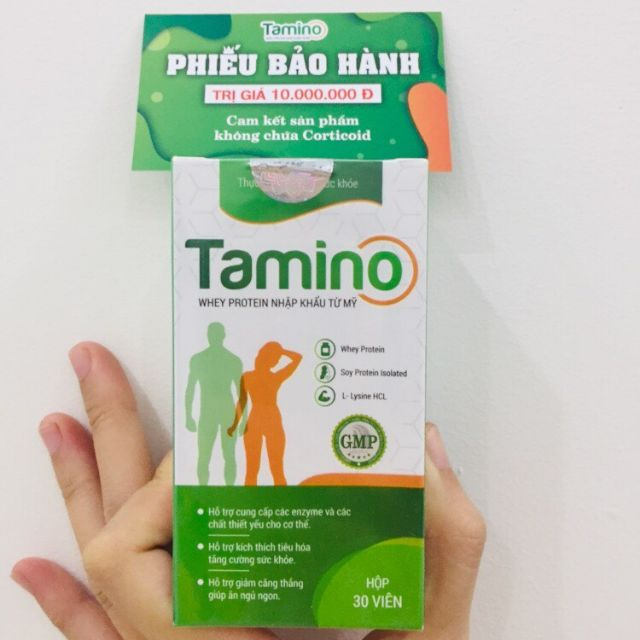 Tamino
PHIẾU BẢO HÀNH
TRỊ GIÁ 10.000.000 Đ
Cam kết sản phẩm
không chứa Corticoid
Thực khỏe
Tamino
WHEY PROTEIN NHẬP KHẨU TỪ MỸ
Whey Protein
Soy Protein Isolated
L- Lysine HCL
GMP
Hỗ trợ cung cấp các enzyme và các
chất thiết yếu cho cơ thể.
Hỗ trợ kích thích tiêu hóa
tăng cường sức khỏe.
Hỗ trợ giảm căng thẳng
giúp ăn ngủ ngon.
HỘP
30 VIÊN